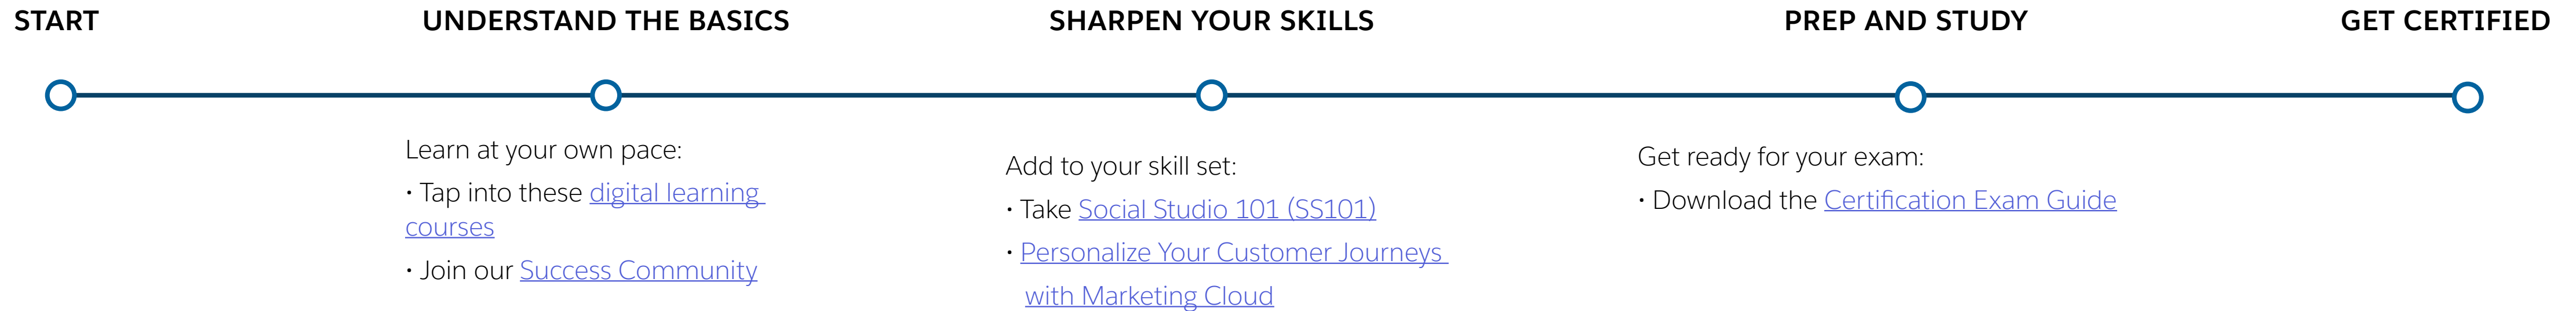 START
UNDERSTAND THE BASICS
SHARPEN YOUR SKILLS
PREP AND STUDY
GET CERTIFIED
Learn at your own pace:
• Tap into these digital learning
courses
• Join our Success Community
Add to your skill set:
• Take Social Studio 101 (SS101)
• Personalize Your Customer Journeys
with Marketing Cloud
Get ready for your exam:
• Download the Certification Exam Guide